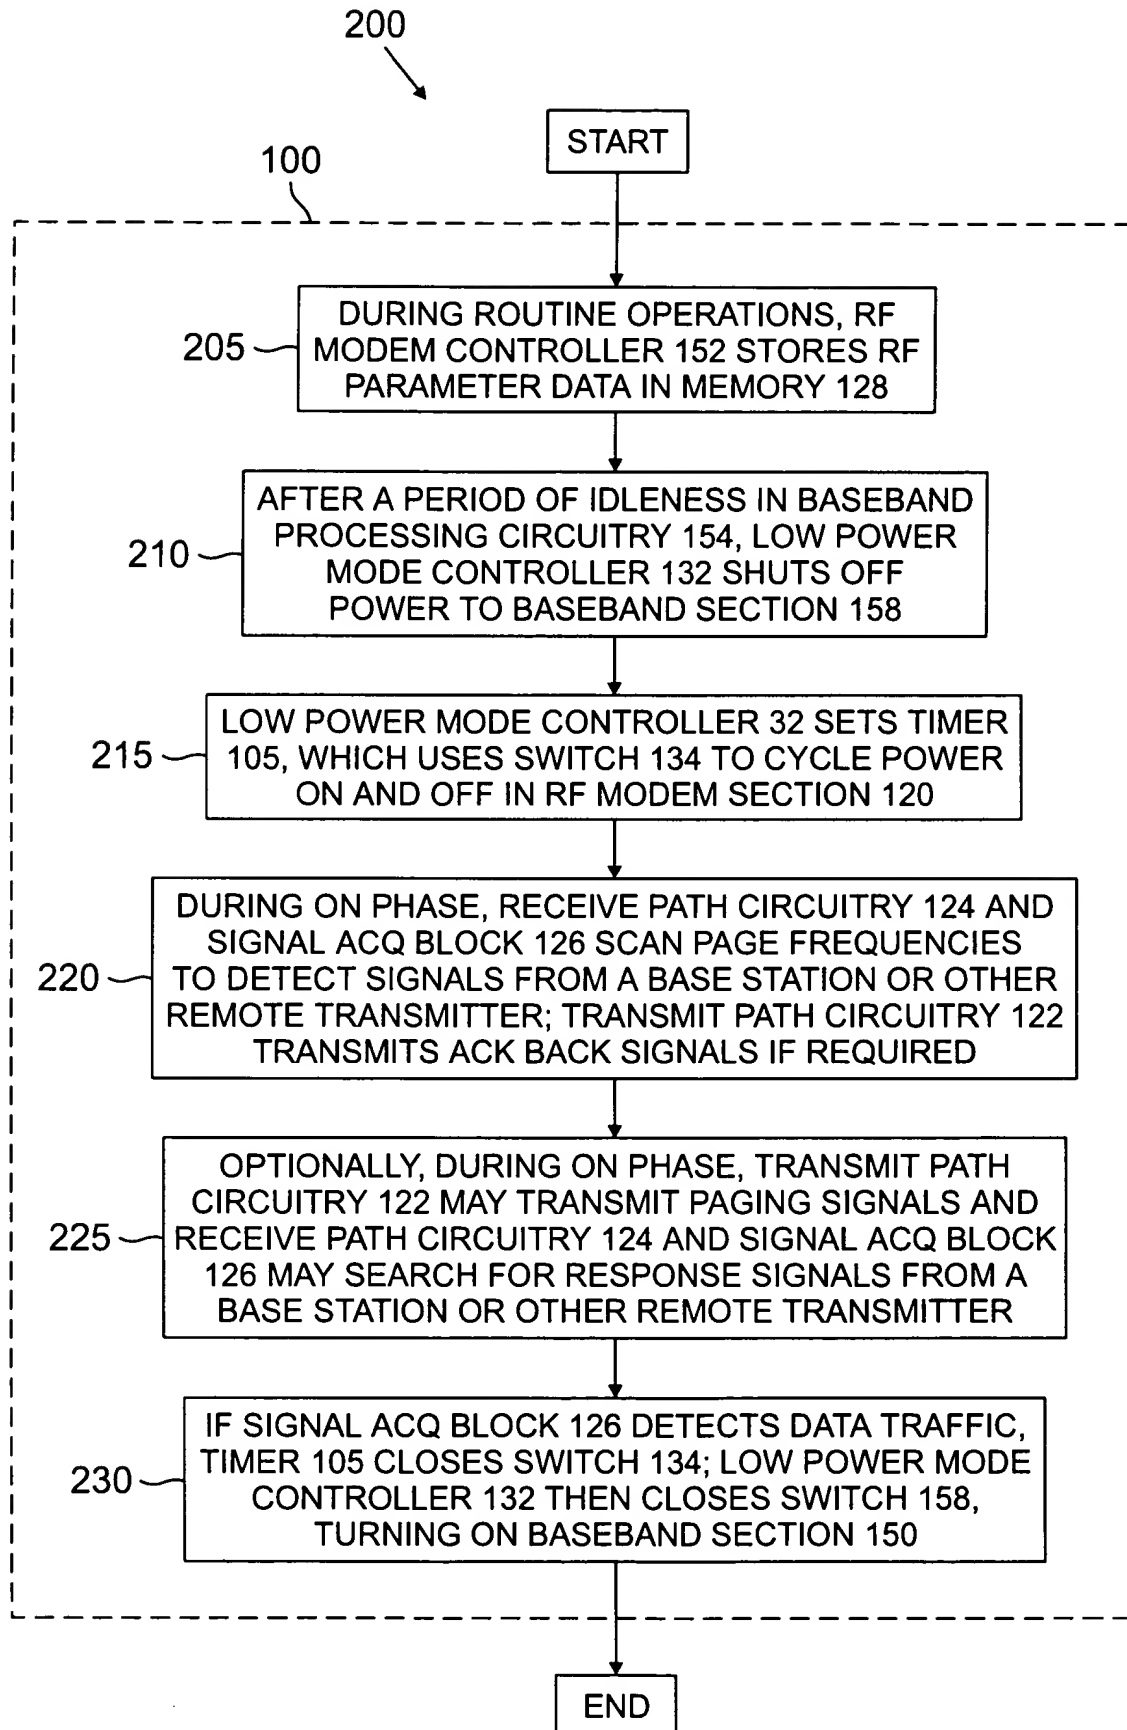 200
START
100
205
DURING ROUTINE OPERATIONS, RF
MODEM CONTROLLER 152 STORES RF
PARAMETER DATA IN MEMORY 128
210
AFTER A PERIOD OF IDLENESS IN BASEBAND
PROCESSING CIRCUITRY 154, LOW POWER
MODE CONTROLLER 132 SHUTS OFF
POWER TO BASEBAND SECTION 158
215
LOW POWER MODE CONTROLLER 32 SETS TIMER
105, WHICH USES SWITCH 134 TO CYCLE POWER
ON AND OFF IN RF MODEM SECTION 120
220
DURING ON PHASE, RECEIVE PATH CIRCUITRY 124 AND
SIGNAL ACQ BLOCK 126 SCAN PAGE FREQUENCIES
TO DETECT SIGNALS FROM A BASE STATION OR OTHER
REMOTE TRANSMITTER; TRANSMIT PATH CIRCUITRY 122
TRANSMITS ACK BACK SIGNALS IF REQUIRED
225
OPTIONALLY, DURING ON PHASE, TRANSMIT PATH
CIRCUITRY 122 MAY TRANSMIT PAGING SIGNALS AND
RECEIVE PATH CIRCUITRY 124 AND SIGNAL ACQ BLOCK
126 MAY SEARCH FOR RESPONSE SIGNALS FROM A
BASE STATION OR OTHER REMOTE TRANSMITTER
230
IF SIGNAL ACQ BLOCK 126 DETECTS DATA TRAFFIC,
TIMER 105 CLOSES SWITCH 134; LOW POWER MODE
CONTROLLER 132 THEN CLOSES SWITCH 158,
TURNING ON BASEBAND SECTION 150
END